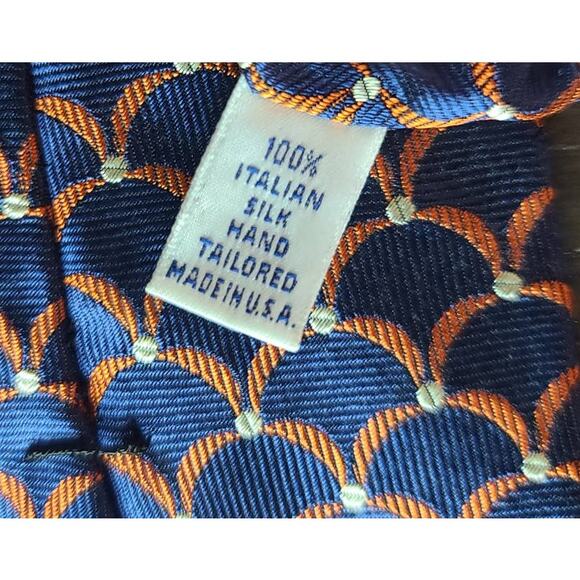 100%
ITALIAN
SILK
HAND
TAILORED
MADE IN U.S.A.